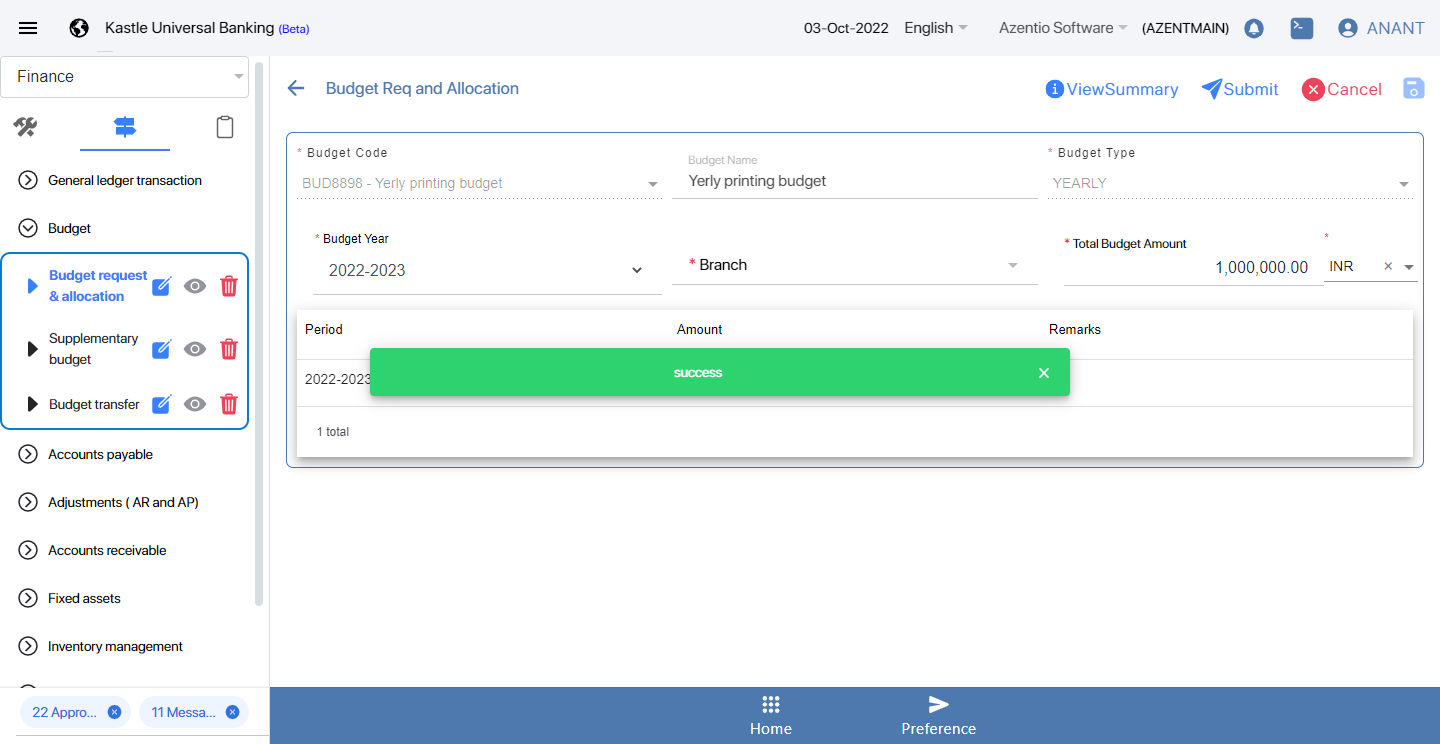 Kastle Universal Banking (Beta)
03-Oct-2022
English
Azentio Software
(AZENTMAIN)
ANANT
Finance
General ledger transaction
Budget
Budget request
& allocation
Supplementary
budget
Budget transfer
Accounts payable
Adjustments ( AR and AP)
Accounts receivable
Fixed assets
Inventory management
22 Appro...
11 Messa...
Budget Req and Allocation
ViewSummary
Submit
Cancel
* Budget Code
BUD8898 - Yerly printing budget
Budget Name
Yerly printing budget
* Budget Type
YEARLY
* Budget Year
2022-2023
* Branch
* Total Budget Amount
1,000,000.00
*
INR
Period
Amount
Remarks
2022-2023
success
1 total
Home
Preference